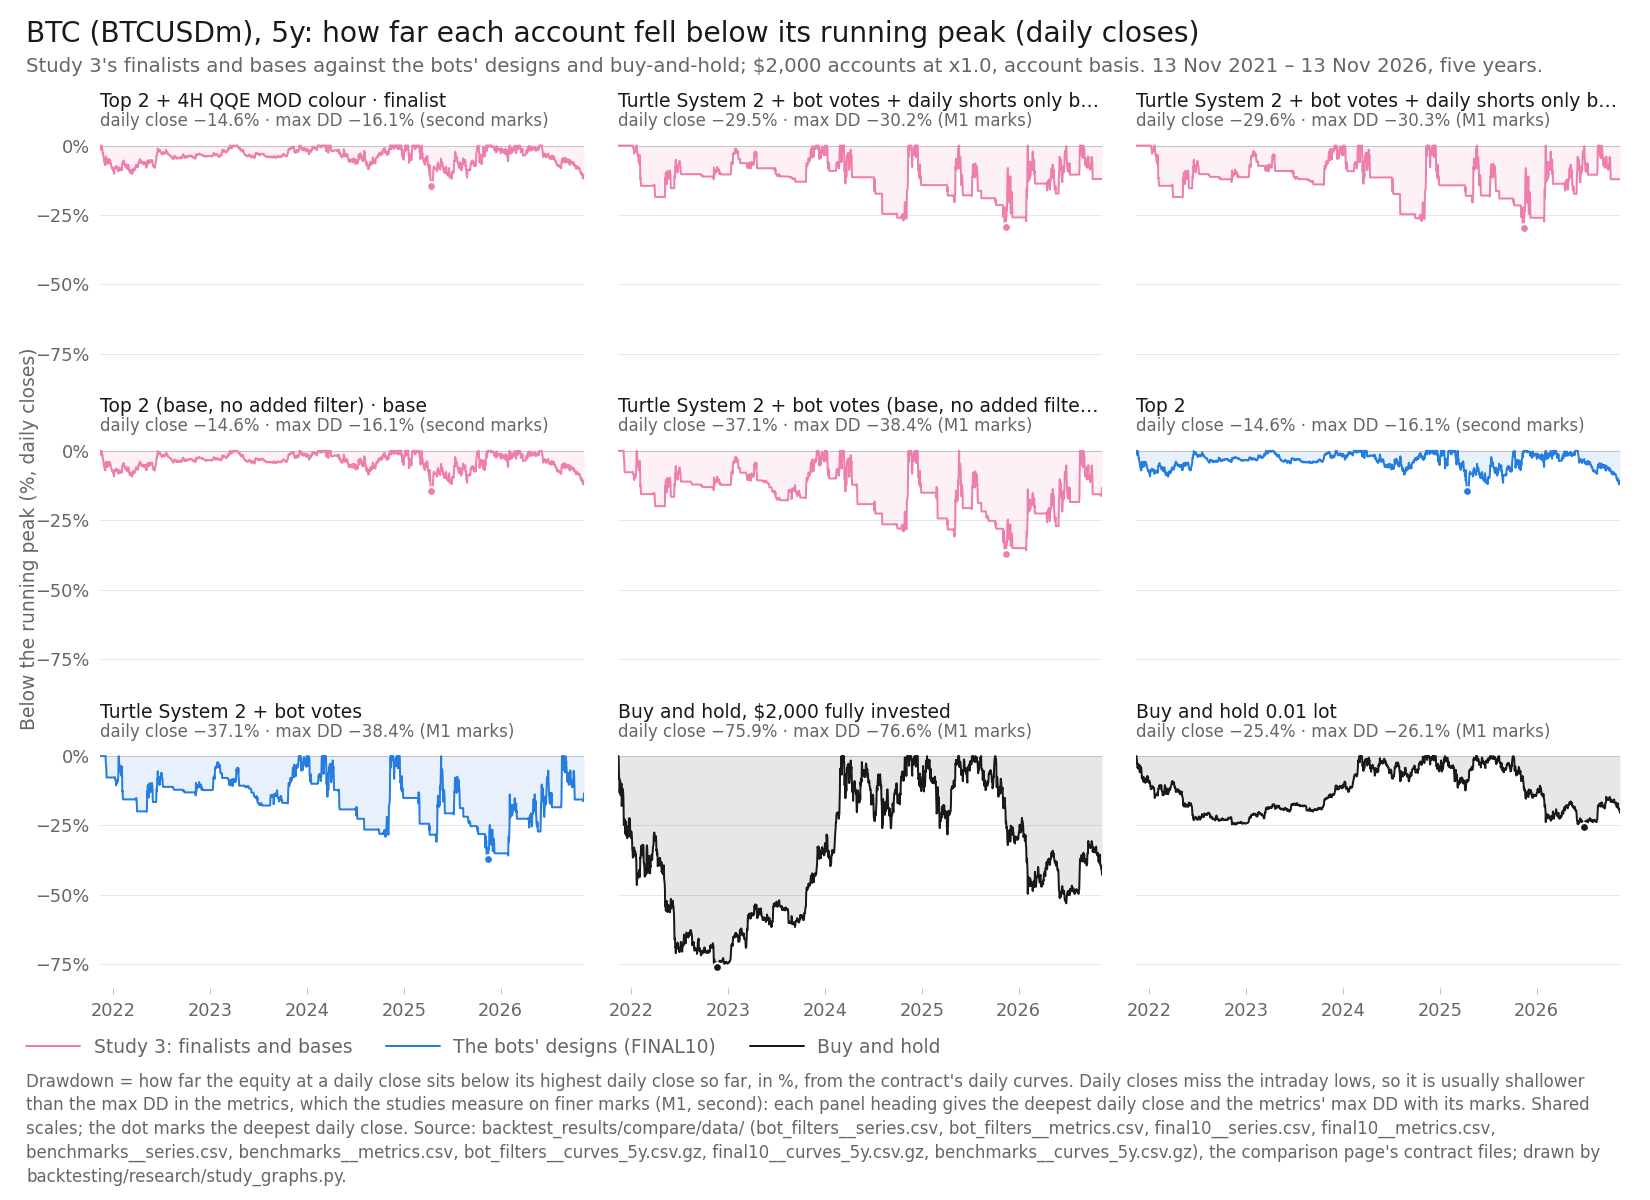 BTC (BTCUSDm), 5y: how far each account fell below its running peak (daily closes)
Study 3's finalists and bases against the bots' designs and buy-and-hold; $2,000 accounts at x1.0, account basis. 13 Nov 2021 – 13 Nov 2026, five years.
Top 2 + 4H QQE MOD colour · finalist
daily close −14.6% · max DD −16.1% (second marks)
Turtle System 2 + bot votes + daily shorts only b…
daily close −29.5% · max DD −30.2% (M1 marks)
Turtle System 2 + bot votes + daily shorts only b…
daily close −29.6% · max DD −30.3% (M1 marks)
0%
−25%
−50%
−75%
Below the running peak (%, daily closes)
Top 2 (base, no added filter) · base
daily close −14.6% · max DD −16.1% (second marks)
Turtle System 2 + bot votes (base, no added filte…
daily close −37.1% · max DD −38.4% (M1 marks)
Top 2
daily close −14.6% · max DD −16.1% (second marks)
0%
−25%
−50%
−75%
Turtle System 2 + bot votes
daily close −37.1% · max DD −38.4% (M1 marks)
Buy and hold, $2,000 fully invested
daily close −75.9% · max DD −76.6% (M1 marks)
Buy and hold 0.01 lot
daily close −25.4% · max DD −26.1% (M1 marks)
0%
−25%
−50%
−75%
2022 2023 2024 2025 2026
2022 2023 2024 2025 2026
2022 2023 2024 2025 2026
Study 3: finalists and bases
The bots' designs (FINAL10)
Buy and hold
Drawdown = how far the equity at a daily close sits below its highest daily close so far, in %, from the contract's daily curves. Daily closes miss the intraday lows, so it is usually shallower
than the max DD in the metrics, which the studies measure on finer marks (M1, second): each panel heading gives the deepest daily close and the metrics' max DD with its marks. Shared
scales; the dot marks the deepest daily close. Source: backtest_results/compare/data/ (bot_filters__series.csv, bot_filters__metrics.csv, final10__series.csv, final10__metrics.csv,
benchmarks__series.csv, benchmarks__metrics.csv, bot_filters__curves_5y.csv.gz, final10__curves_5y.csv.gz, benchmarks__curves_5y.csv.gz), the comparison page's contract files; drawn by
backtesting/research/study_graphs.py.